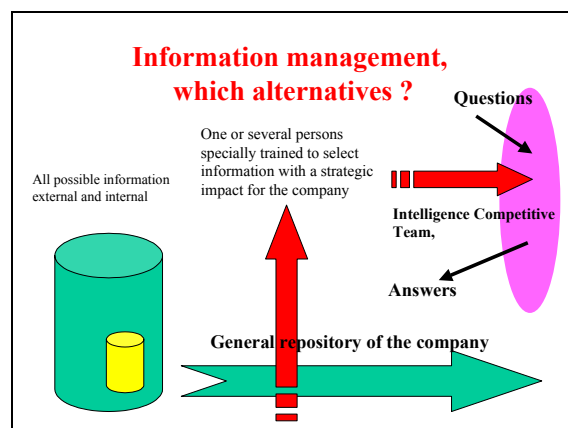 Information management,
which alternatives ?
Questions
One or several persons
specially trained to select
information with a strategic
impact for the company
All possible information
external and internal
Intelligence Competitive
Team,
Answers
General repository of the company